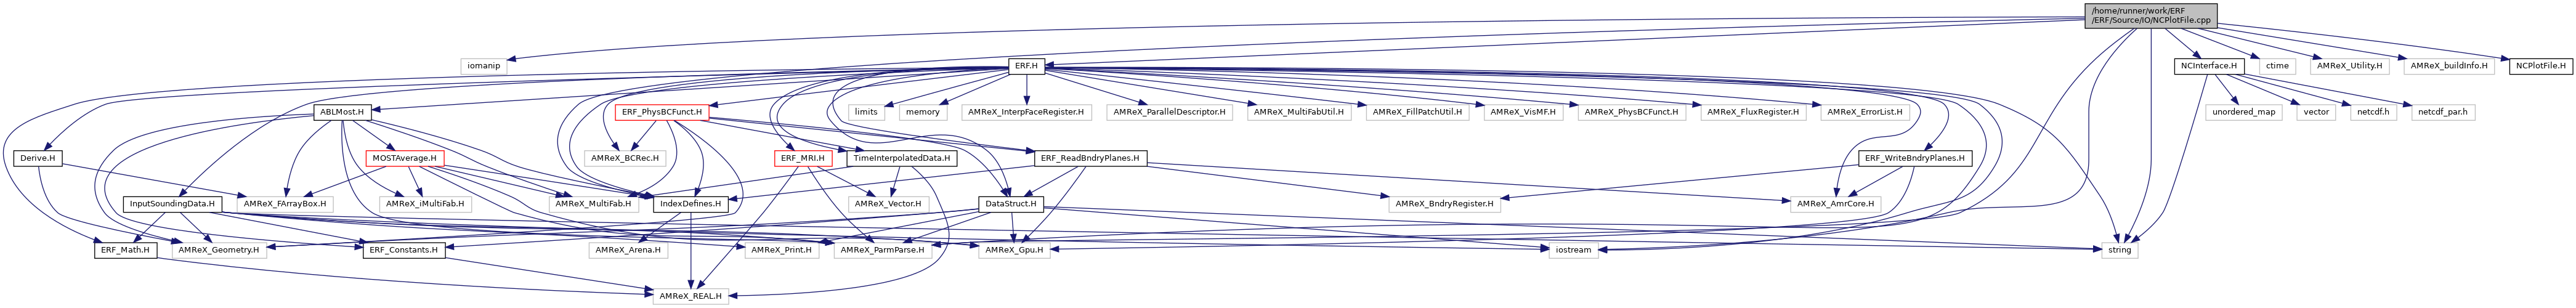 /home/runner/work/ERF
/ERF/Source/IO/NCPlotFile.cpp
iomanip
ERF.H
NCInterface.H
ctime
AMReX_Utility.H
AMReX_buildInfo.H
NCPlotFile.H
ABLMost.H
ERF_PhysBCFunct.H
limits
memory
AMReX_InterpFaceRegister.H
AMReX_ParallelDescriptor.H
AMReX_MultiFabUtil.H
AMReX_FillPatchUtil.H
AMReX_VisMF.H
AMReX_PhysBCFunct.H
AMReX_FluxRegister.H
AMReX_ErrorList.H
unordered_map
vector
netcdf.h
netcdf_par.h
Derive.H
MOSTAverage.H
AMReX_BCRec.H
ERF_MRI.H
TimeInterpolatedData.H
ERF_ReadBndryPlanes.H
ERF_WriteBndryPlanes.H
InputSoundingData.H
AMReX_FArrayBox.H
AMReX_iMultiFab.H
AMReX_MultiFab.H
IndexDefines.H
AMReX_Vector.H
DataStruct.H
AMReX_BndryRegister.H
AMReX_AmrCore.H
ERF_Math.H
AMReX_Geometry.H
ERF_Constants.H
AMReX_Arena.H
AMReX_Print.H
AMReX_ParmParse.H
AMReX_Gpu.H
iostream
string
AMReX_REAL.H